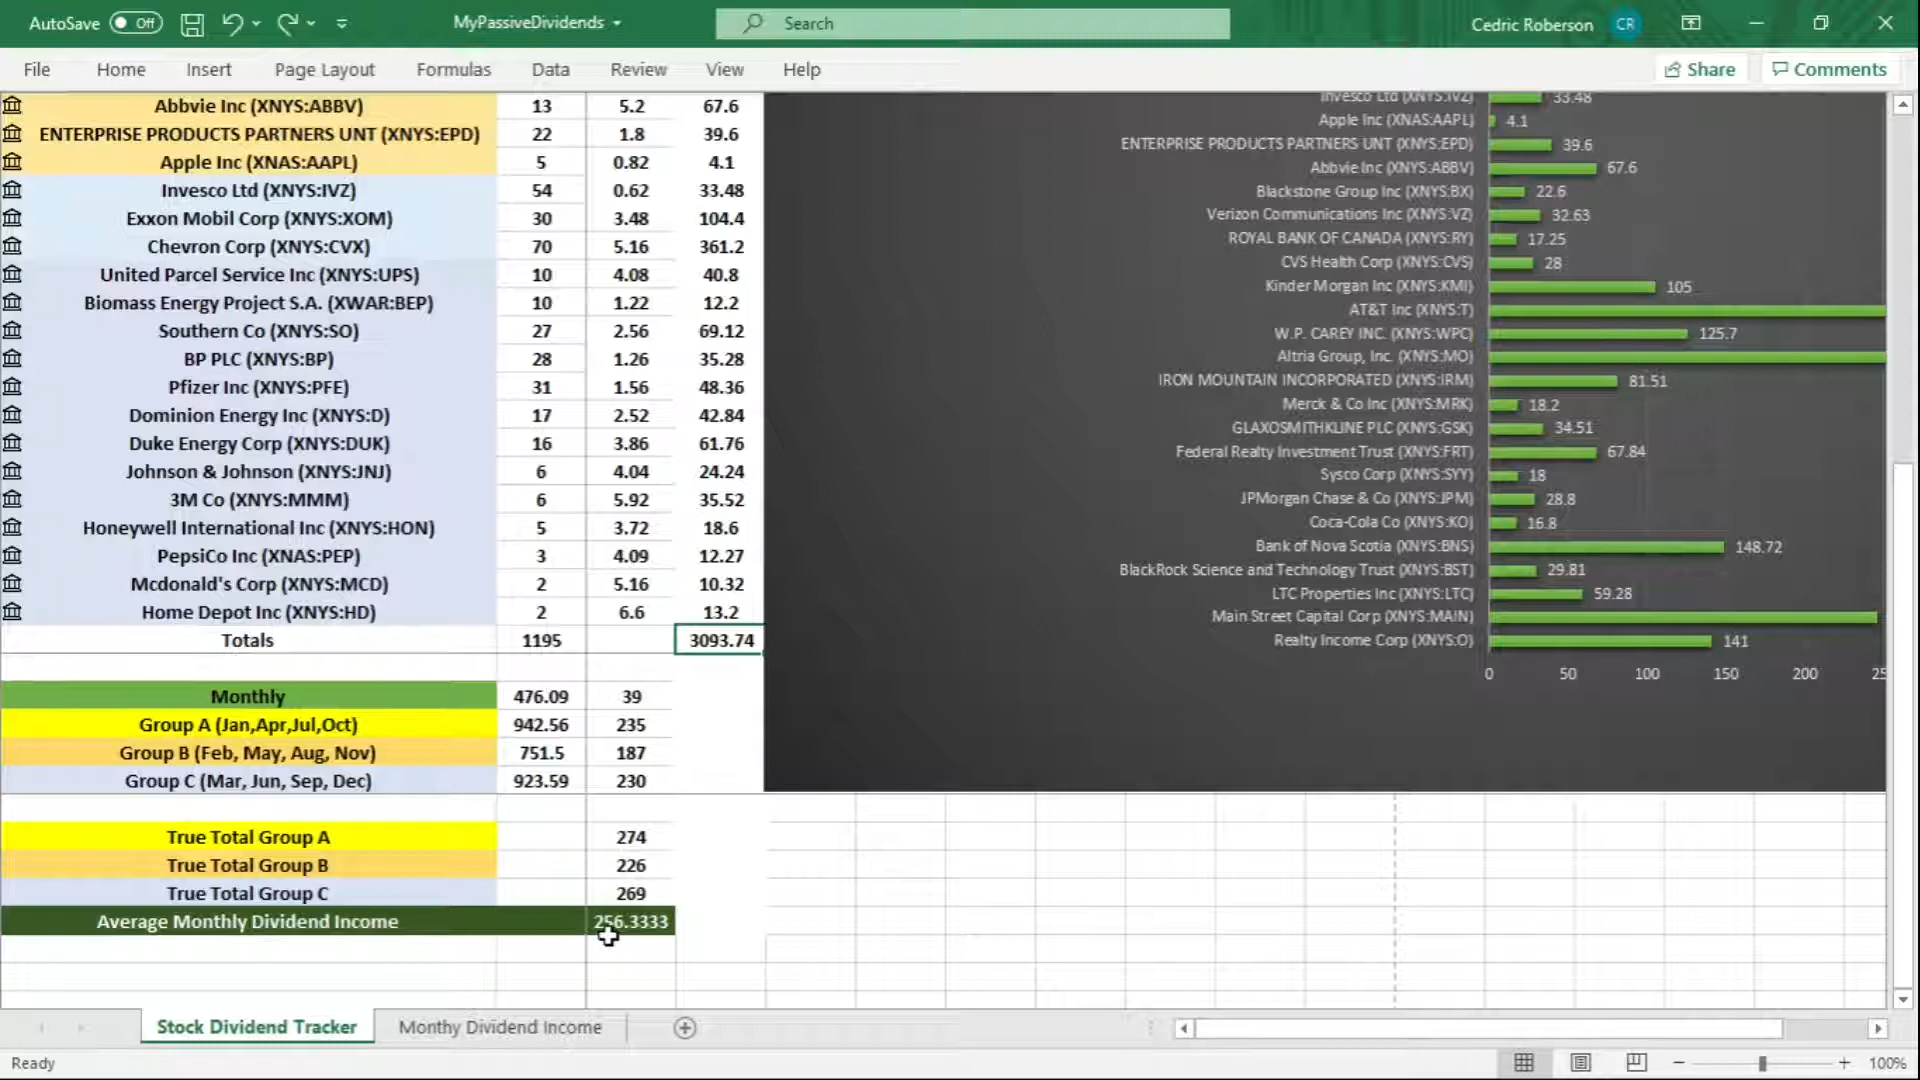 AutoSave Off MyPassiveDividends Search Cedric Roberson CR
File Home Insert Page Layout Formulas Data Review View Help Share Comments
Abbvie Inc (XNYS:ABBV) 13 5.2 67.6
ENTERPRISE PRODUCTS PARTNERS UNT (XNYS:EPD) 22 1.8 39.6
Apple Inc (XNAS:AAPL) 5 0.82 4.1
Invesco Ltd (XNYS:IVZ) 54 0.62 33.48
Exxon Mobil Corp (XNYS:XOM) 30 3.48 104.4
Chevron Corp (XNYS:CVX) 70 5.16 361.2
United Parcel Service Inc (XNYS:UPS) 10 4.08 40.8
Biomass Energy Project S.A. (XWAR:BEP) 10 1.22 12.2
Southern Co (XNYS:SO) 27 2.56 69.12
BP PLC (XNYS:BP) 28 1.26 35.28
Pfizer Inc (XNYS:PFE) 31 1.56 48.36
Dominion Energy Inc (XNYS:D) 17 2.52 42.84
Duke Energy Corp (XNYS:DUK) 16 3.86 61.76
Johnson & Johnson (XNYS:JNJ) 6 4.04 24.24
3M Co (XNYS:MMM) 6 5.92 35.52
Honeywell International Inc (XNYS:HON) 5 3.72 18.6
PepsiCo Inc (XNAS:PEP) 3 4.09 12.27
Mcdonald's Corp (XNYS:MCD) 2 5.16 10.32
Home Depot Inc (XNYS:HD) 2 6.6 13.2
Totals 1195 3093.74
Monthly 476.09 39
Group A (Jan,Apr,Jul,Oct) 942.56 235
Group B (Feb, May, Aug, Nov) 751.5 187
Group C (Mar, Jun, Sep, Dec) 923.59 230
True Total Group A 274
True Total Group B 226
True Total Group C 269
Average Monthly Dividend Income 256.3333
Invesco Ltd (XNYS:IVZ) 33.48
Apple Inc (XNAS:AAPL) 4.1
ENTERPRISE PRODUCTS PARTNERS UNT (XNYS:EPD) 39.6
Abbvie Inc (XNYS:ABBV) 67.6
Blackstone Group Inc (XNYS:BX) 22.6
Verizon Communications Inc (XNYS:VZ) 32.63
ROYAL BANK OF CANADA (XNYS:RY) 17.25
CVS Health Corp (XNYS:CVS) 28
Kinder Morgan Inc (XNYS:KMI) 105
AT&T Inc (XNYS:T)
W.P. CAREY INC. (XNYS:WPC) 125.7
Altria Group, Inc. (XNYS:MO)
IRON MOUNTAIN INCORPORATED (XNYS:IRM) 81.51
Merck & Co Inc (XNYS:MRK) 18.2
GLAXOSMITHKLINE PLC (XNYS:GSK) 34.51
Federal Realty Investment Trust (XNYS:FRT) 67.84
Sysco Corp (XNYS:SYY) 18
JPMorgan Chase & Co (XNYS:JPM) 28.8
Coca-Cola Co (XNYS:KO) 16.8
Bank of Nova Scotia (XNYS:BNS) 148.72
BlackRock Science and Technology Trust (XNYS:BST) 29.81
LTC Properties Inc (XNYS:LTC) 59.28
Main Street Capital Corp (XNYS:MAIN)
Realty Income Corp (XNYS:O) 141
0 50 100 150 200 25
Stock Dividend Tracker Monthy Dividend Income
Ready 100%